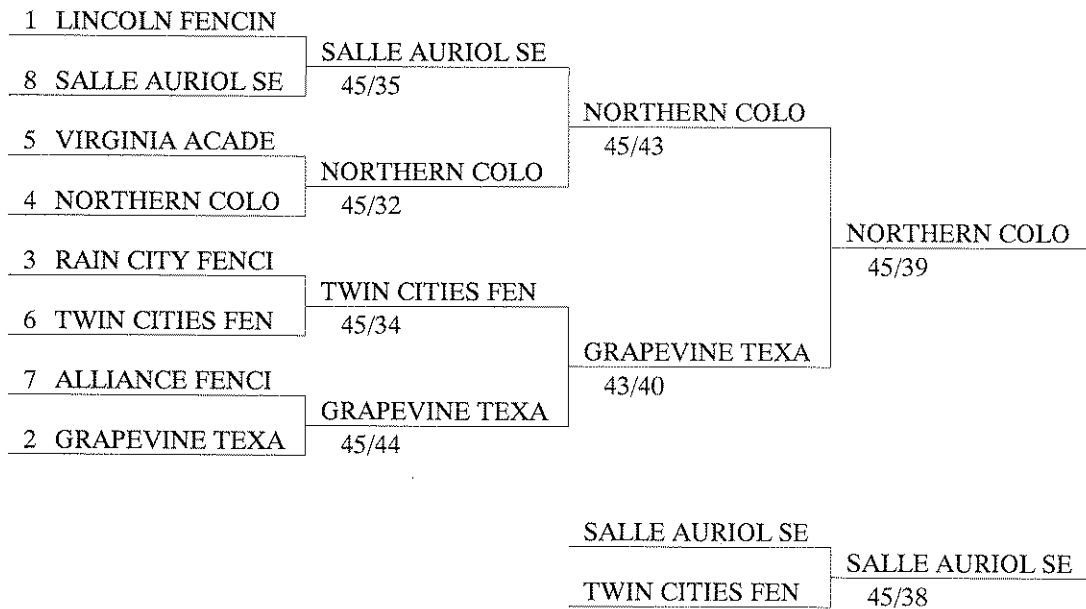 1 LINCOLN FENCIN
SALLE AURIOL SE
8 SALLE AURIOL SE
45/35
NORTHERN COLO
5 VIRGINIA ACADE
45/43
NORTHERN COLO
4 NORTHERN COLO
45/32
NORTHERN COLO
3 RAIN CITY FENCI
45/39
TWIN CITIES FEN
6 TWIN CITIES FEN
45/34
GRAPEVINE TEXA
7 ALLIANCE FENCI
43/40
GRAPEVINE TEXA
2 GRAPEVINE TEXA
45/44
SALLE AURIOL SE
SALLE AURIOL SE
TWIN CITIES FEN
45/38